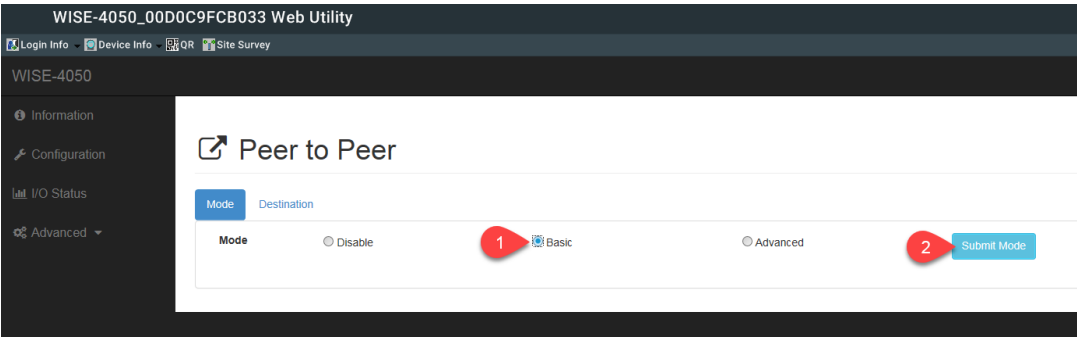 WISE-4050_00D0C9FCB033 Web Utility
Login Info Device Info QR Site Survey
WISE-4050
Information
Configuration
I/O Status
Advanced
Peer to Peer
Mode Destination
Mode Disable 1 Basic Advanced 2 Submit Mode